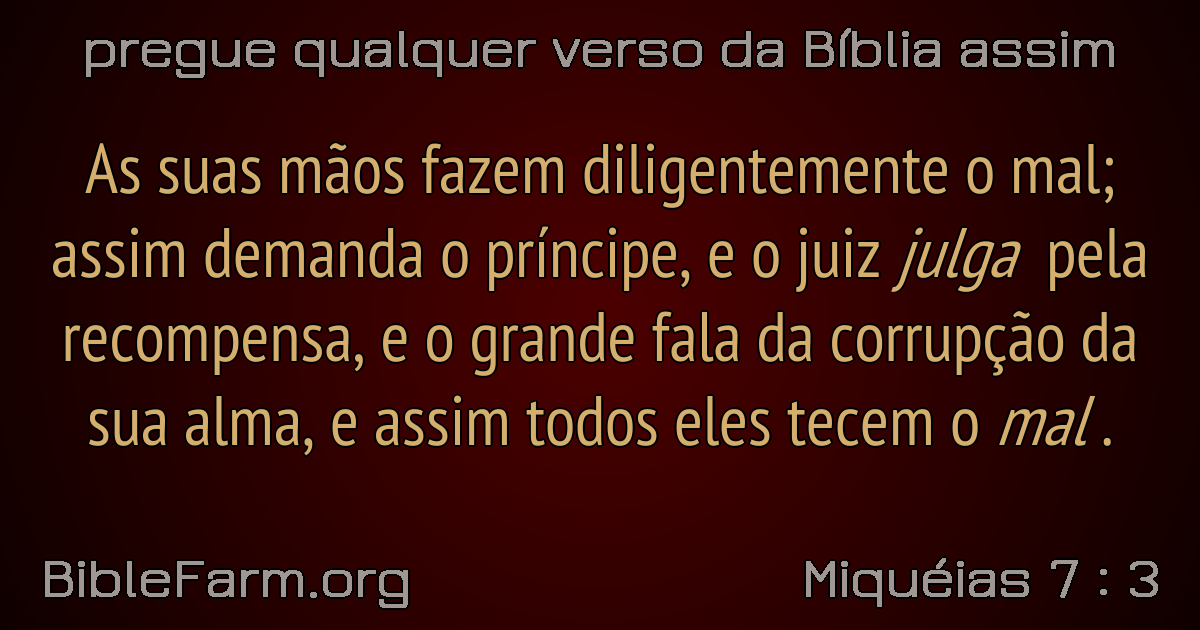 pregue qualquer verso da Bíblia assim
As suas mãos fazem diligentemente o mal;
assim demanda o príncipe, e o juiz julga pela
recompensa, e o grande fala da corrupção da
sua alma, e assim todos eles tecem o mal .
BibleFarm.org
Miquéias 7 : 3